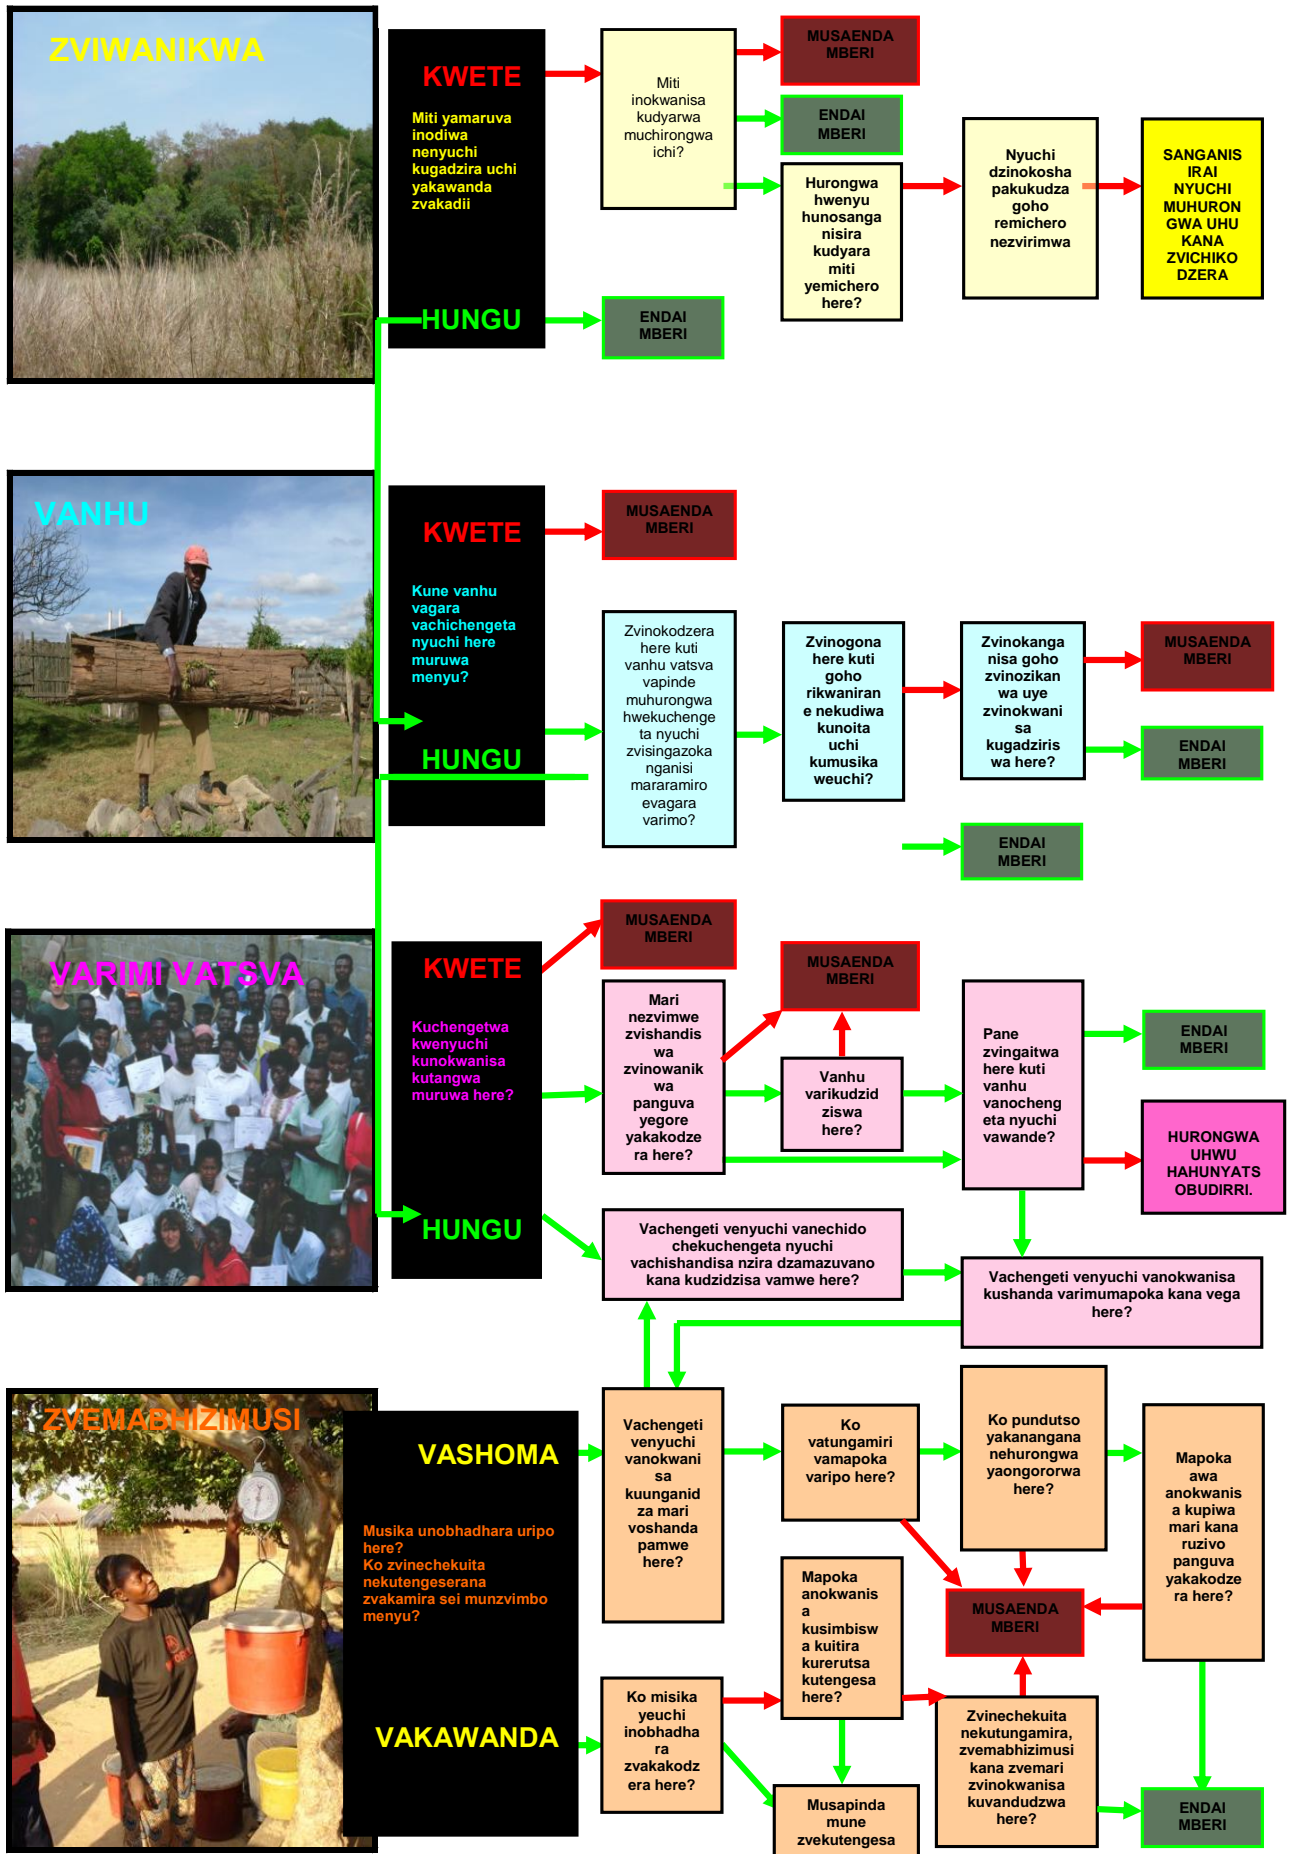 ZVIWANIKWA
KWETE
Miti yamaruva
inodiwa
nenyuchi
kugadzira uchi
yakawanda
zvakadii
HUNGU
Miti
inokwanisa
kudyarwa
muchirongwa
ichi?
MUSAENDA
MBERI
ENDAI
MBERI
Hurongwa
hwenyu
hunosanga
nisira
kudyara
miti
yemichero
here?
Nyuchi
dzinokosha
pakukudza
goho
remichero
nezvirimwa
SANGANIS
IRAI
NYUCHI
MUHURON
GWA UHU
KANA
ZVICHIKO
DZERA
ENDAI
MBERI
VANHU
KWETE
Kune vanhu
vagara
vachichengeta
nyuchi here
muruwa
menyu?
HUNGU
MUSAENDA
MBERI
Zvinokodzera
here kuti
vanhu vatsva
vapinde
muhurongwa
hwekuchenge
ta nyuchi
zvisingazoka
nganisi
mararamiro
evagara
varimo?
Zvinogona
here kuti
goho
rikwaniran
e nekudiwa
kunoita
uchi
kumusika
weuchi?
Zvinokanga
nisa goho
zvinozikan
wa uye
zvinokwani
sa
kugadziris
wa here?
MUSAENDA
MBERI
ENDAI
MBERI
ENDAI
MBERI
VARIMI VATSVA
KWETE
Kuchengetwa
kwenyuchi
kunokwanisa
kutangwa
muruwa here?
HUNGU
MUSAENDA
MBERI
Mari
nezvimwe
zvishandis
wa
zvinowanik
wa
panguva
yegore
yakakodze
ra here?
MUSAENDA
MBERI
Vanhu
varikudzid
ziswa
here?
Pane
zvingaitwa
here kuti
vanhu
vanocheng
eta nyuchi
vawande?
ENDAI
MBERI
HURONGWA
UHWU
HAHUNYATS
OBUDIRRI.
Vachengeti venyuchi vanechido
chekuchengeta nyuchi
vachishandisa nzira dzamazuvano
kana kudzidzisa vamwe here?
Vachengeti venyuchi vanokwanisa
kushanda varimumapoka kana vega
here?
ZVEMABHIZIMUSI
VASHOMA
Musika unobhadhara uripo
here?
Ko zvinechekuita
nekutengeserana
zvakamira sei munzvimbo
menyu?
VAKAWANDA
Vachengeti
venyuchi
vanokwani
sa
kuunganid
za mari
voshanda
pamwe
here?
Ko
vatungamiri
vamapoka
varipo here?
Ko pundutso
yakanangana
nehurongwa
yaongororwa
here?
Mapoka
awa
anokwanis
a kupiwa
mari kana
ruzivo
panguva
yakakodze
ra here?
Mapoka
anokwanis
a
kusimbisw
a kuitira
kurerutsa
kutengesa
here?
MUSAENDA
MBERI
Ko misika
yeuchi
inobhadha
ra
zvakakodz
era here?
Zvinechekuita
nekutungamira,
zvemabhizimusi
kana zvemari
zvinokwanisa
kuvandudzwa
here?
Musapinda
mune
zvekutengesa
ENDAI
MBERI